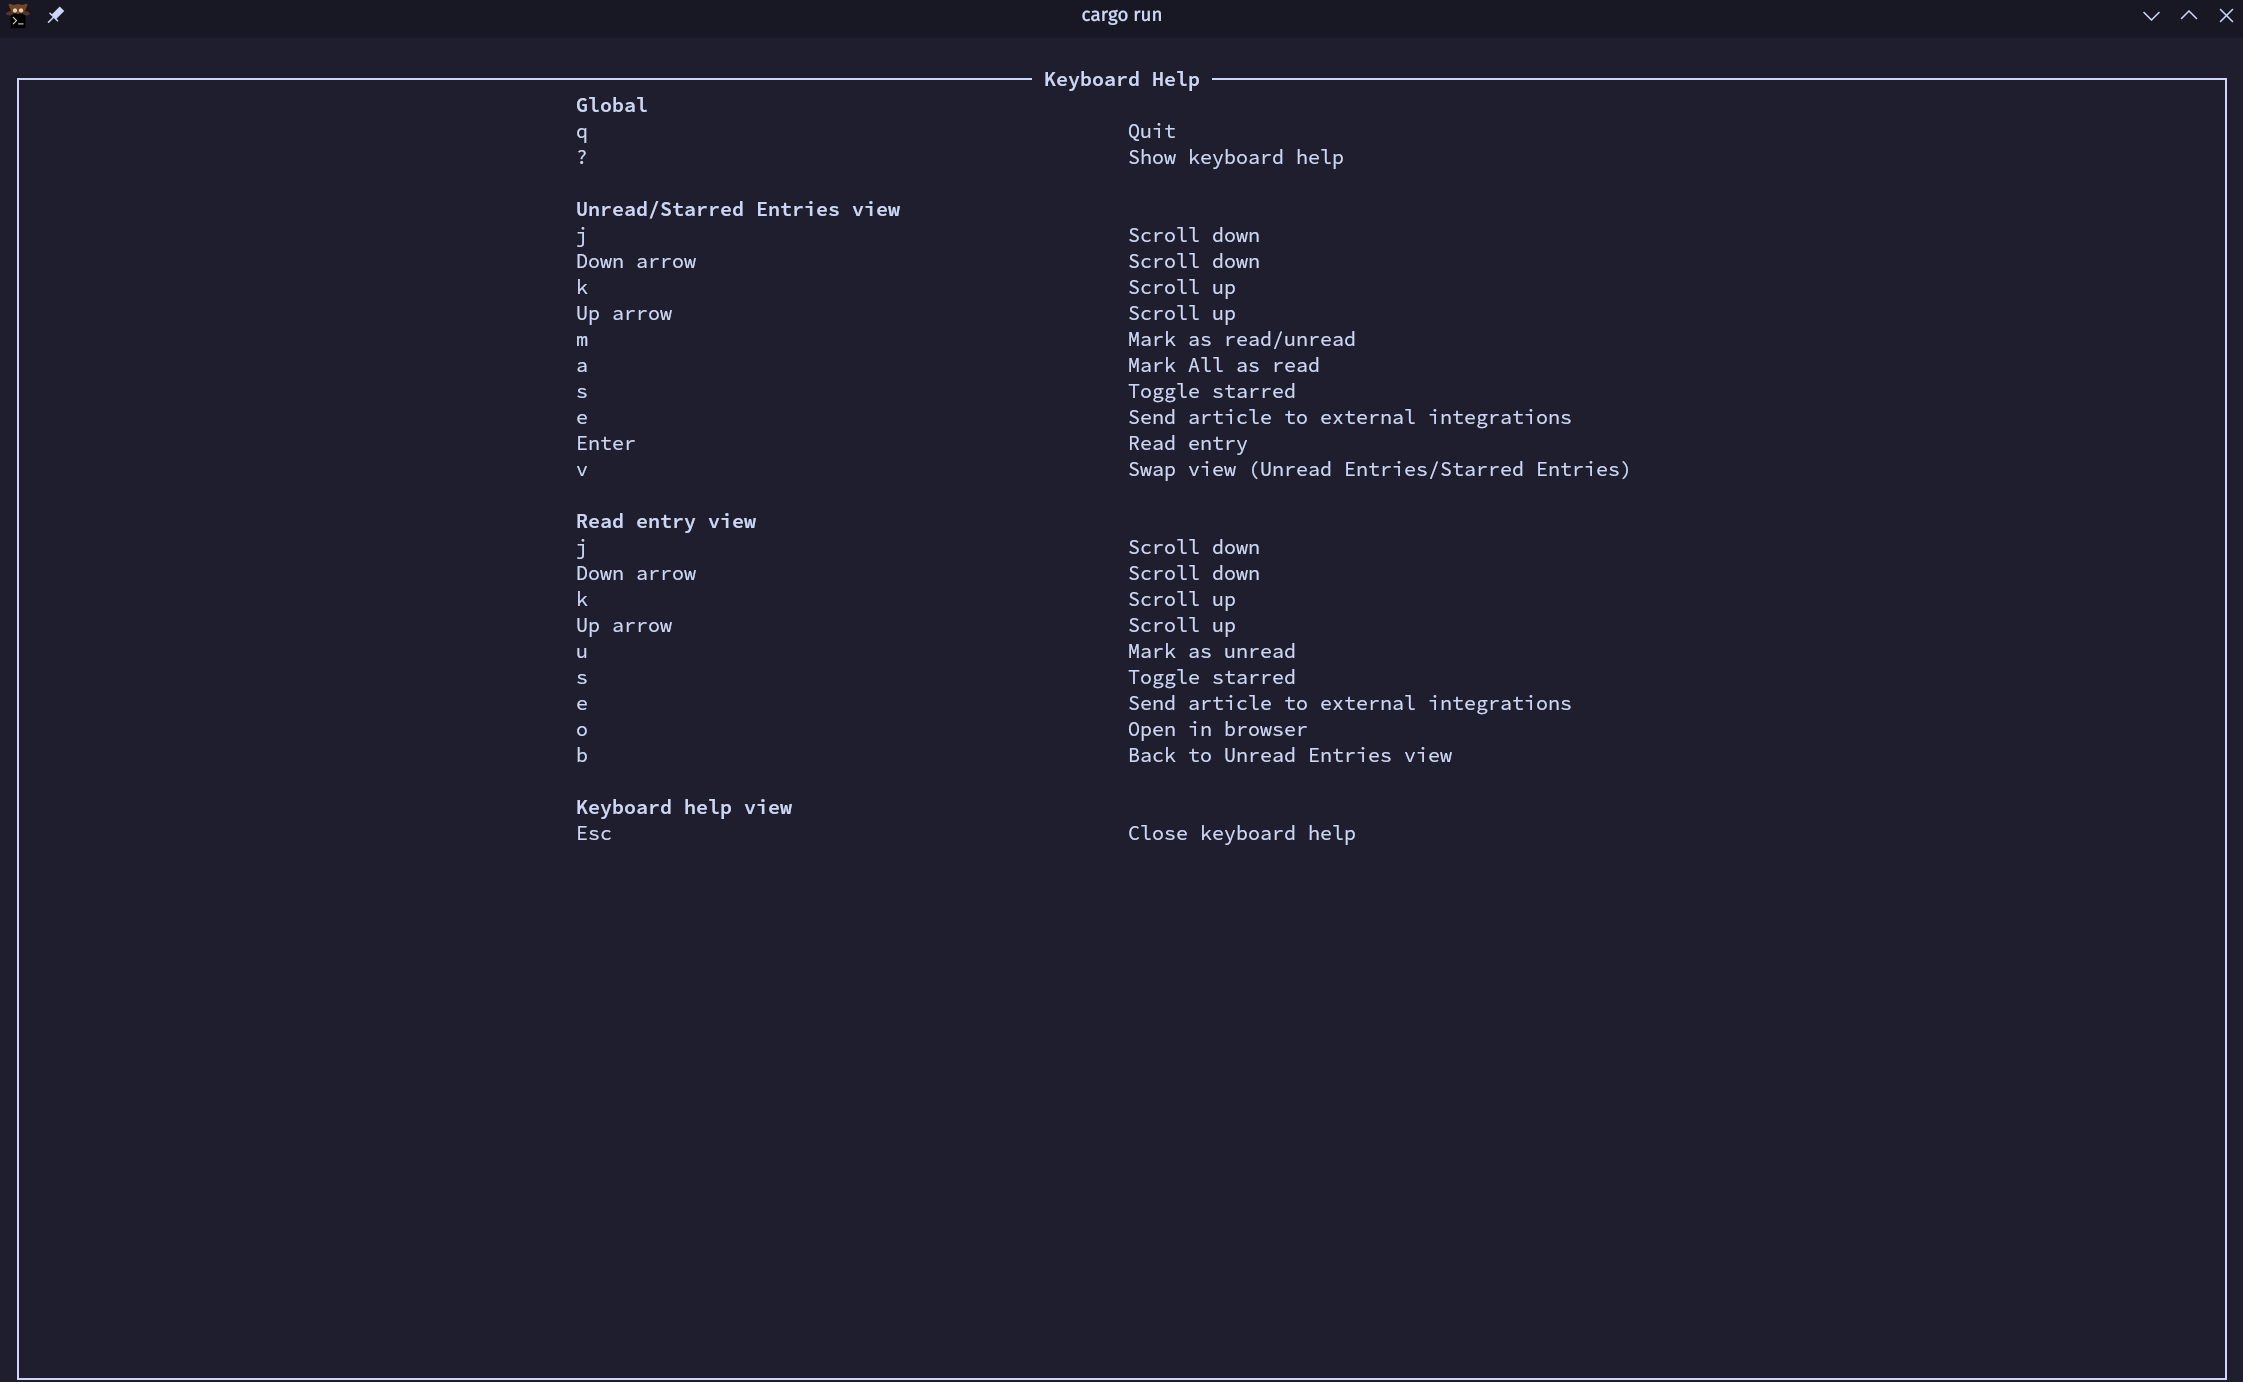 cargo run
Keyboard Help
Global
q Quit
? Show keyboard help
Unread/Starred Entries view
j Scroll down
Down arrow Scroll down
k Scroll up
Up arrow Scroll up
m Mark as read/unread
a Mark All as read
s Toggle starred
e Send article to external integrations
Enter Read entry
v Swap view (Unread Entries/Starred Entries)
Read entry view
j Scroll down
Down arrow Scroll down
k Scroll up
Up arrow Scroll up
u Mark as unread
s Toggle starred
e Send article to external integrations
o Open in browser
b Back to Unread Entries view
Keyboard help view
Esc Close keyboard help